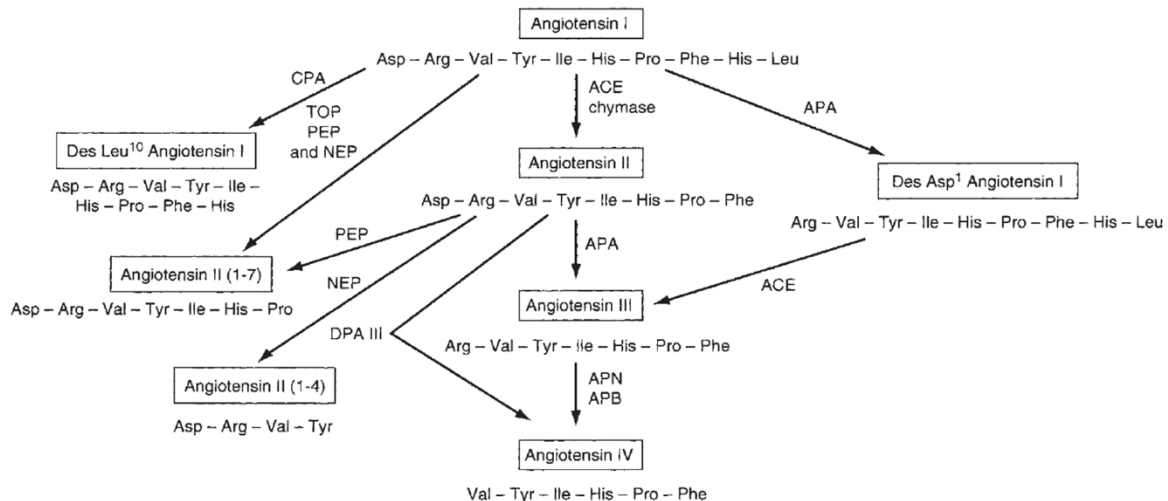 Angiotensin I
Asp – Arg – Val – Tyr – Ile – His – Pro – Phe – His – Leu
CPA
ACE
chymase
APA
TOP
PEP
and NEP
Des Leu¹⁰ Angiotensin I
Asp – Arg – Val – Tyr – Ile –
His – Pro – Phe – His
Angiotensin II
Asp – Arg – Val – Tyr – Ile – His – Pro – Phe
Des Asp¹ Angiotensin I
Arg – Val – Tyr – Ile – His – Pro – Phe – His – Leu
PEP
APA
Angiotensin II (1-7)
Asp – Arg – Val – Tyr – Ile – His – Pro
NEP
ACE
Angiotensin III
Arg – Val – Tyr – Ile – His – Pro – Phe
DPA III
Angiotensin II (1-4)
Asp – Arg – Val – Tyr
APN
APB
Angiotensin IV
Val – Tyr – Ile – His – Pro – Phe